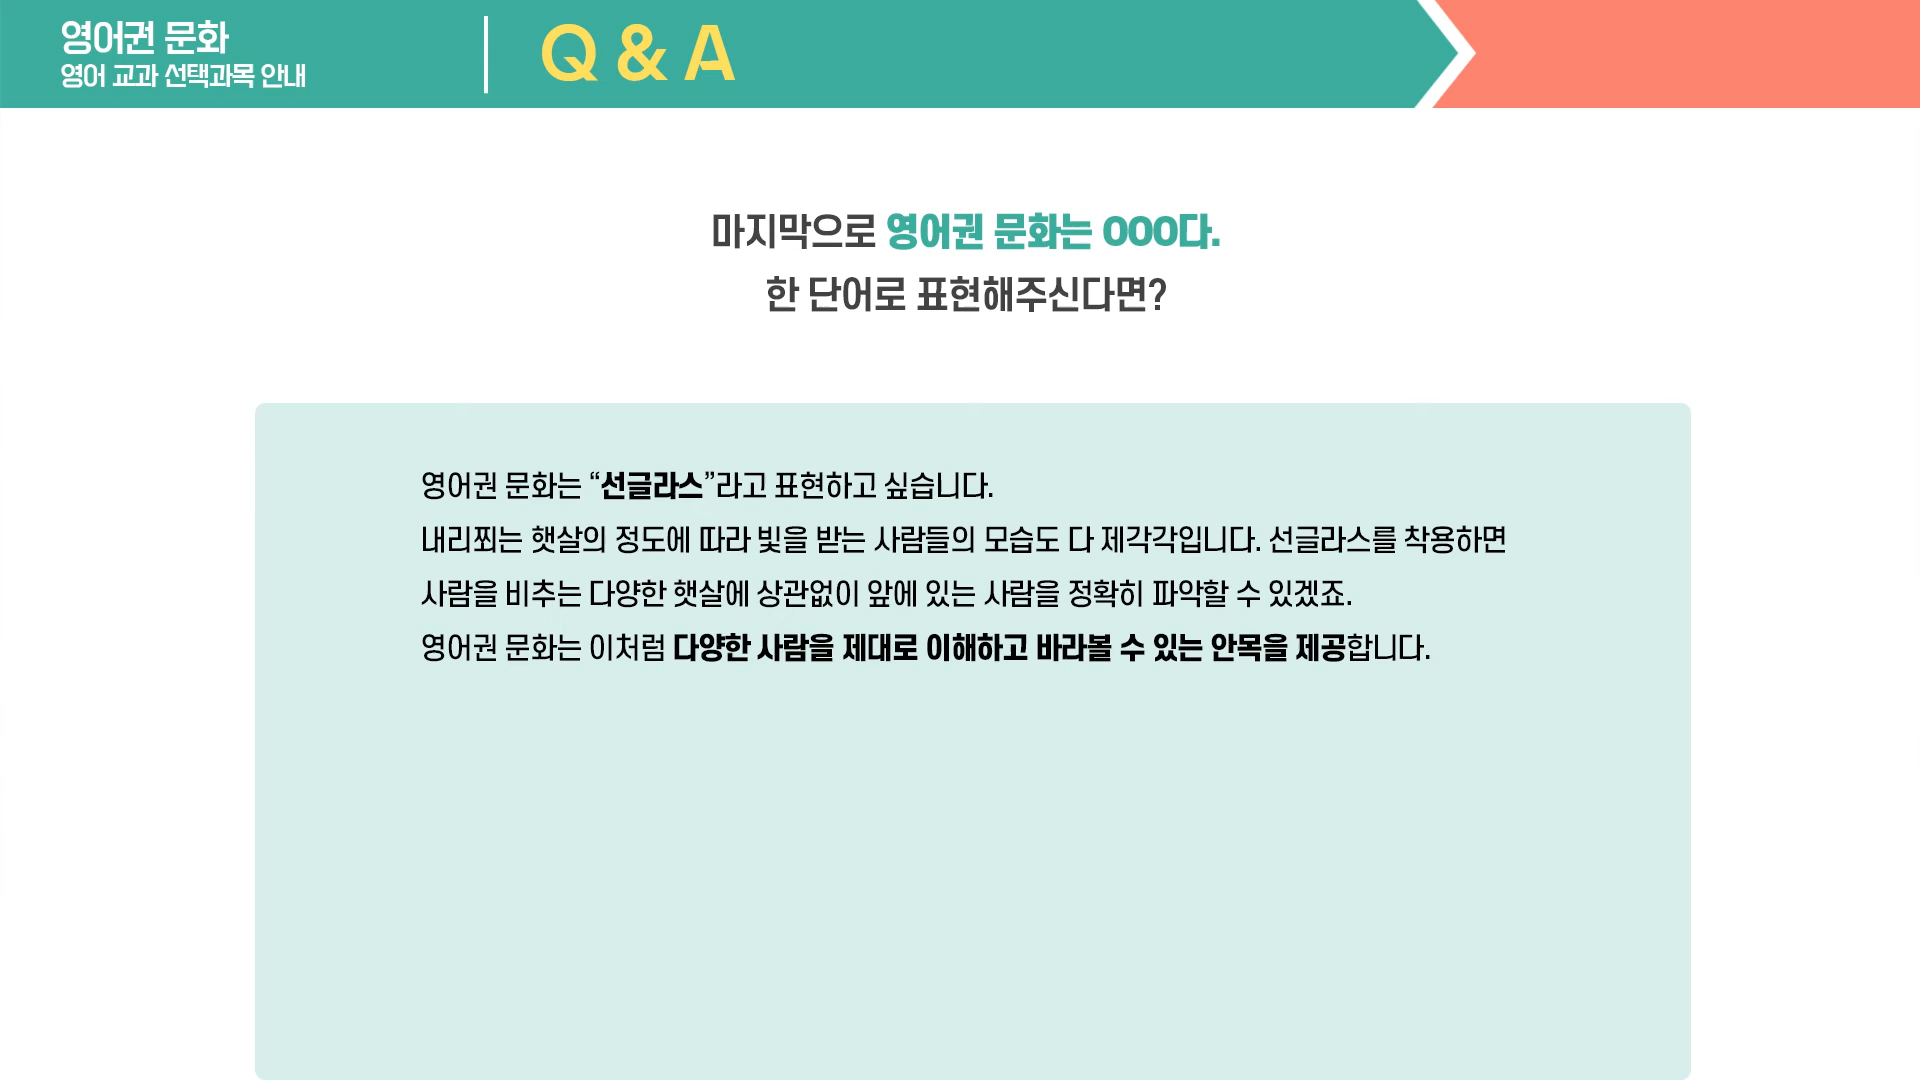 영어권 문화
영어 교과 선택과목 안내
Q & A
마지막으로 영어권 문화는 OOO다.
한 단어로 표현해주신다면?
영어권 문화는 “선글라스”라고 표현하고 싶습니다.
내리쬐는 햇살의 정도에 따라 빛을 받는 사람들의 모습도 다 제각각입니다. 선글라스를 착용하면
사람을 비추는 다양한 햇살에 상관없이 앞에 있는 사람을 정확히 파악할 수 있겠죠.
영어권 문화는 이처럼 다양한 사람을 제대로 이해하고 바라볼 수 있는 안목을 제공합니다.